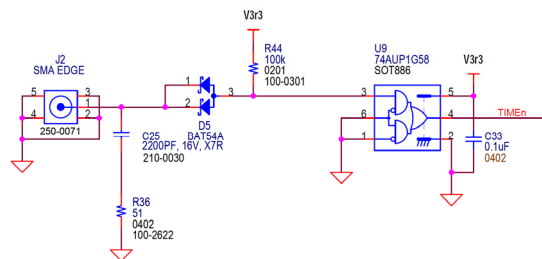 V3r3
R44
100k
0201
100-0301
J2
SMA EDGE
5
4
3
1
2
250-0071
1
2
3
D5
BAT54A
C25
2200PF, 16V, X7R
210-0030
R36
51
0402
100-2622
U9
74AUP1G58
SOT886
3
6
1
5
4
2
V3r3
TIMEn
C33
0.1uF
0402